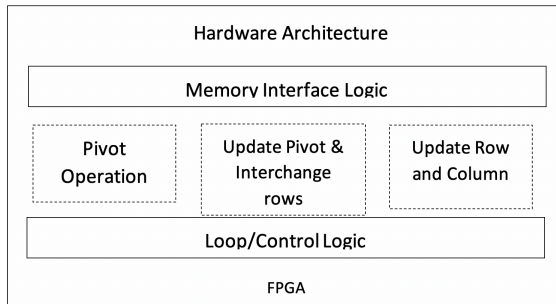 Hardware Architecture
Memory Interface Logic
Pivot
Operation
Update Pivot &
Interchange
rows
Update Row
and Column
Loop/Control Logic
FPGA